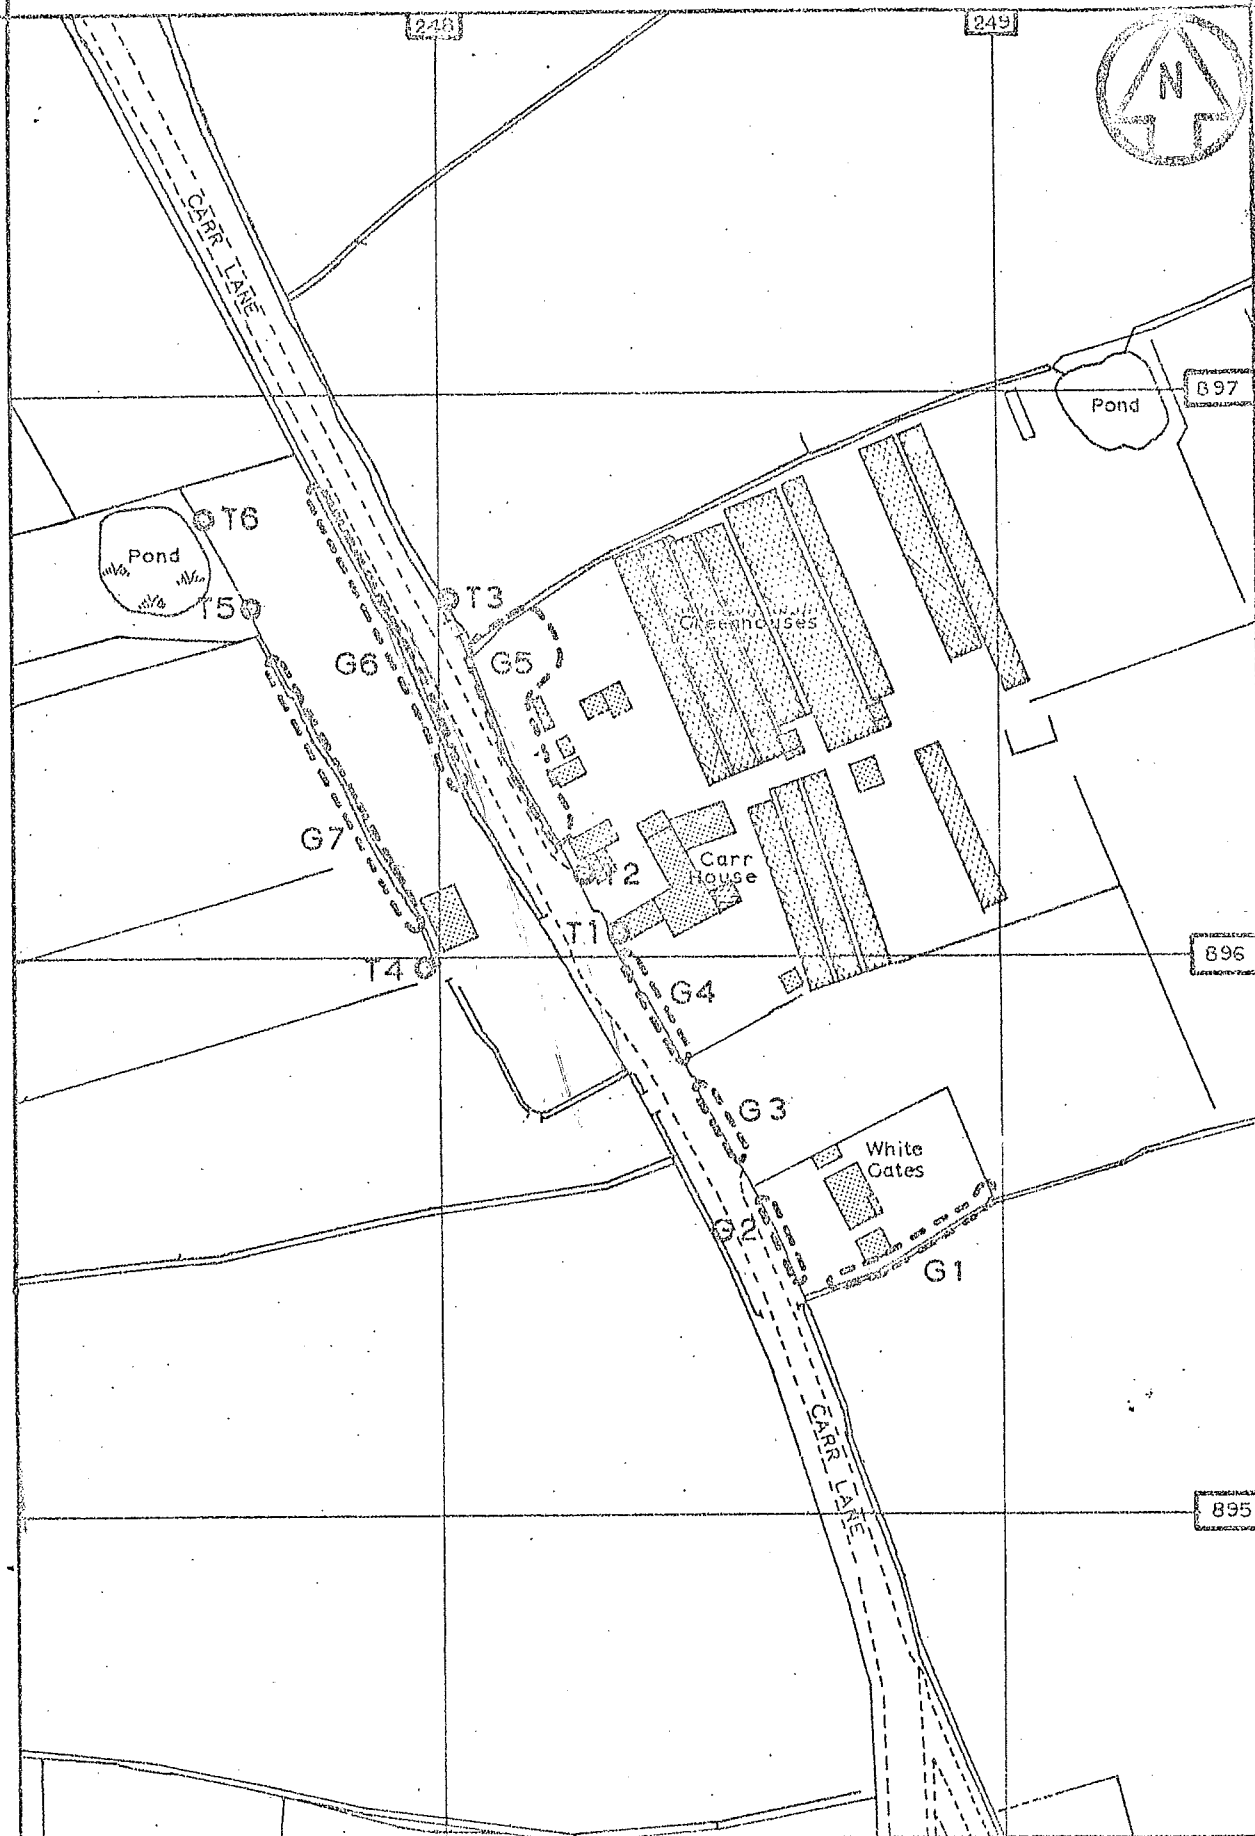 248
249
N
CARR LANE
897
Pond
T6
Pond
T5
T3
Greenhouses
G6
G5
G7
Carr
House
T2
T1
896
T4
G4
G3
White
Gates
G2
G1
CARR LANE
895